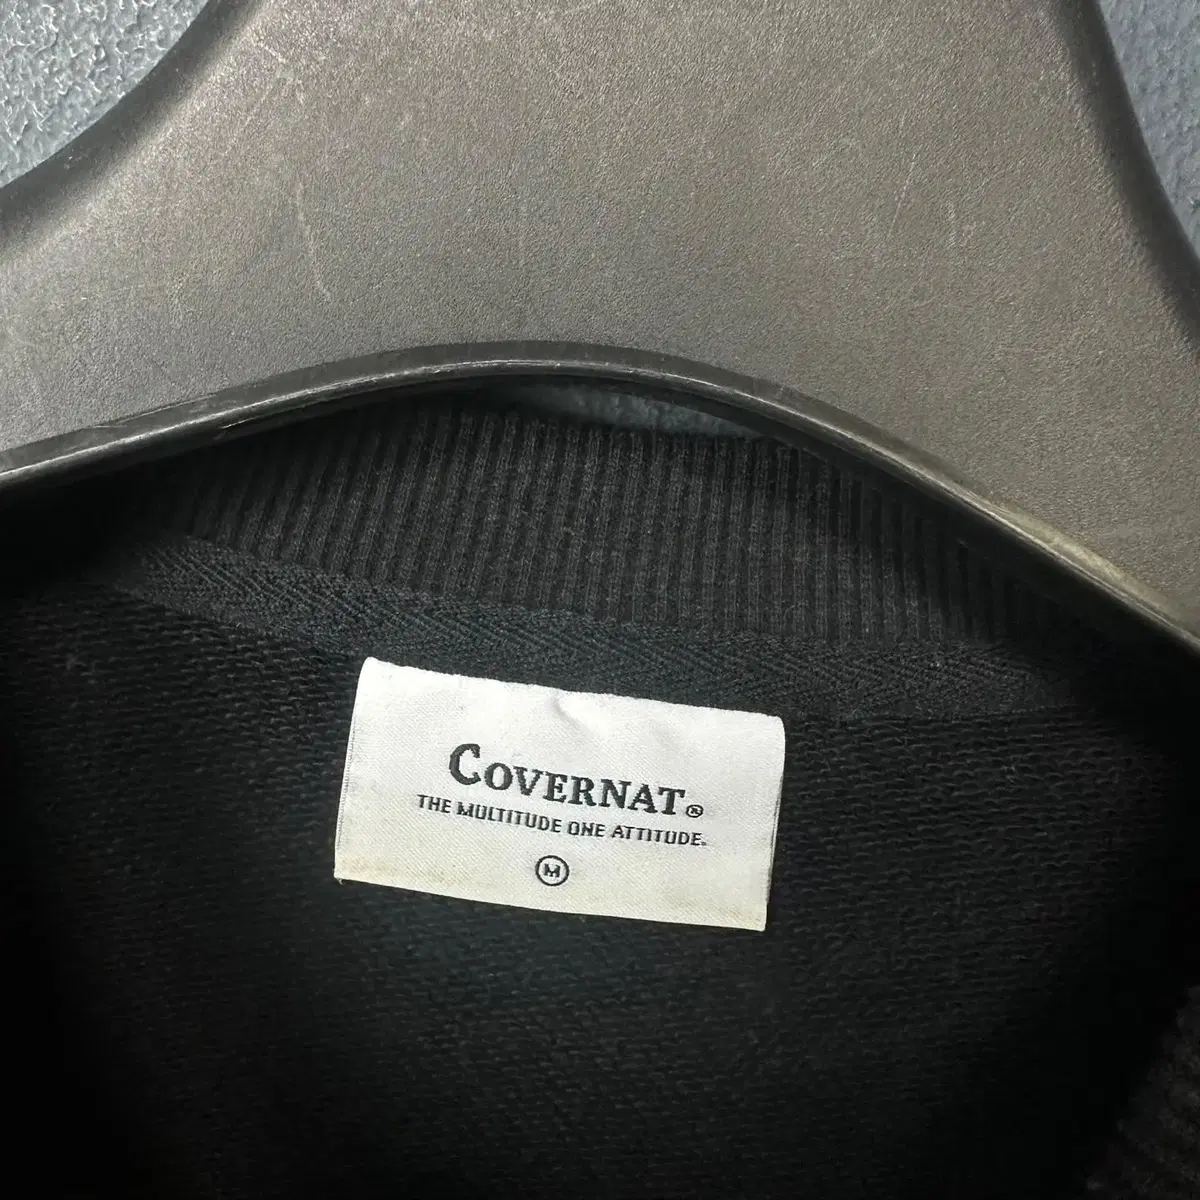 COVERNAT®
THE MULTITUDE ONE ATTITUDE.
M